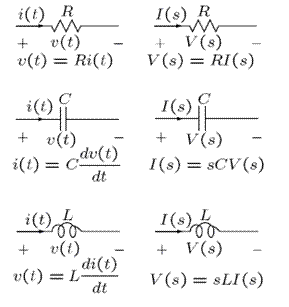 i(t) R I(s) R
+ v(t) − + V(s) −
v(t) = Ri(t) V(s) = RI(s)
i(t) C I(s) C
+ v(t) − + V(s) −
i(t) = C dv(t)/dt I(s) = sCV(s)
i(t) L I(s) L
+ v(t) − + V(s) −
v(t) = L di(t)/dt V(s) = sLI(s)